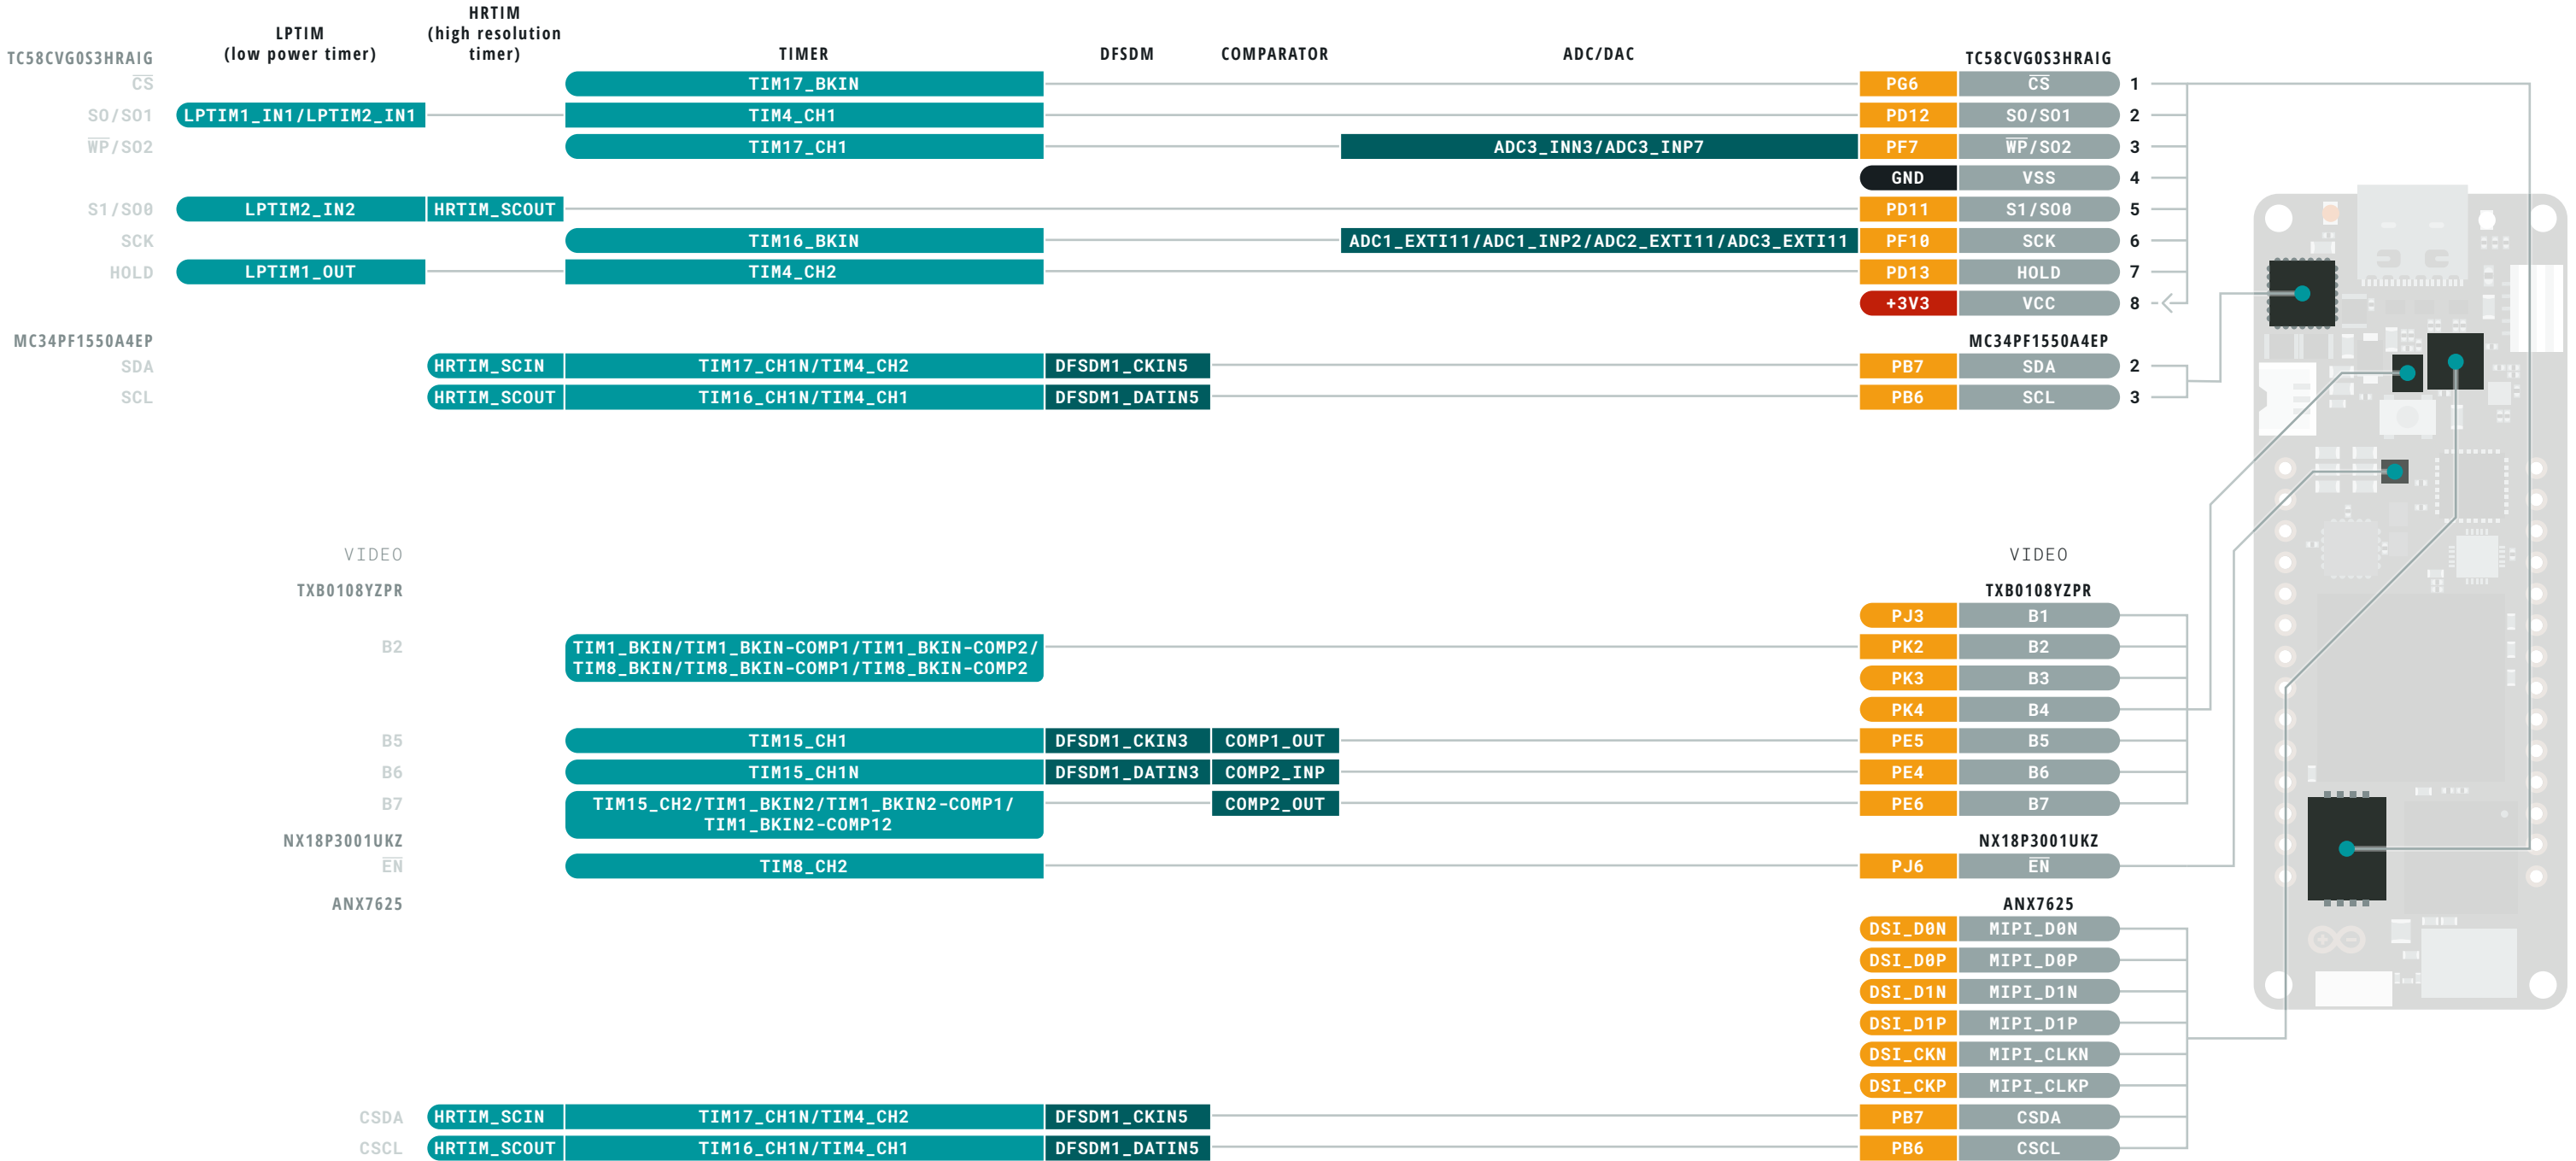 LPTIM
(low power timer)
HRTIM
(high resolution
timer)
TIMER
DFSDM
COMPARATOR
ADC/DAC
TC58CVG0S3HRAIG
TC58CVG0S3HRAIG
CS TIM17_BKIN PG6 CS 1
SO/SO1 LPTIM1_IN1/LPTIM2_IN1 TIM4_CH1 PD12 SO/SO1 2
WP/SO2 TIM17_CH1 ADC3_INN3/ADC3_INP7 PF7 WP/SO2 3
GND VSS 4
S1/SO0 LPTIM2_IN2 HRTIM_SCOUT PD11 S1/SO0 5
SCK TIM16_BKIN ADC1_EXTI11/ADC1_INP2/ADC2_EXTI11/ADC3_EXTI11 PF10 SCK 6
HOLD LPTIM1_OUT TIM4_CH2 PD13 HOLD 7
+3V3 VCC 8
MC34PF1550A4EP MC34PF1550A4EP
SDA HRTIM_SCIN TIM17_CH1N/TIM4_CH2 DFSDM1_CKIN5 PB7 SDA 2
SCL HRTIM_SCOUT TIM16_CH1N/TIM4_CH1 DFSDM1_DATIN5 PB6 SCL 3
VIDEO VIDEO
TXB0108YZPR TXB0108YZPR
PJ3 B1
B2 TIM1_BKIN/TIM1_BKIN-COMP1/TIM1_BKIN-COMP2/ PK2 B2
TIM8_BKIN/TIM8_BKIN-COMP1/TIM8_BKIN-COMP2
PK3 B3
PK4 B4
B5 TIM15_CH1 DFSDM1_CKIN3 COMP1_OUT PE5 B5
B6 TIM15_CH1N DFSDM1_DATIN3 COMP2_INP PE4 B6
B7 TIM15_CH2/TIM1_BKIN2/TIM1_BKIN2-COMP1/ COMP2_OUT PE6 B7
TIM1_BKIN2-COMP12
NX18P3001UKZ NX18P3001UKZ
EN TIM8_CH2 PJ6 EN
ANX7625 ANX7625
DSI_D0N MIPI_D0N
DSI_D0P MIPI_D0P
DSI_D1N MIPI_D1N
DSI_D1P MIPI_D1P
DSI_CKN MIPI_CLKN
DSI_CKP MIPI_CLKP
CSDA HRTIM_SCIN TIM17_CH1N/TIM4_CH2 DFSDM1_CKIN5 PB7 CSDA
CSCL HRTIM_SCOUT TIM16_CH1N/TIM4_CH1 DFSDM1_DATIN5 PB6 CSCL